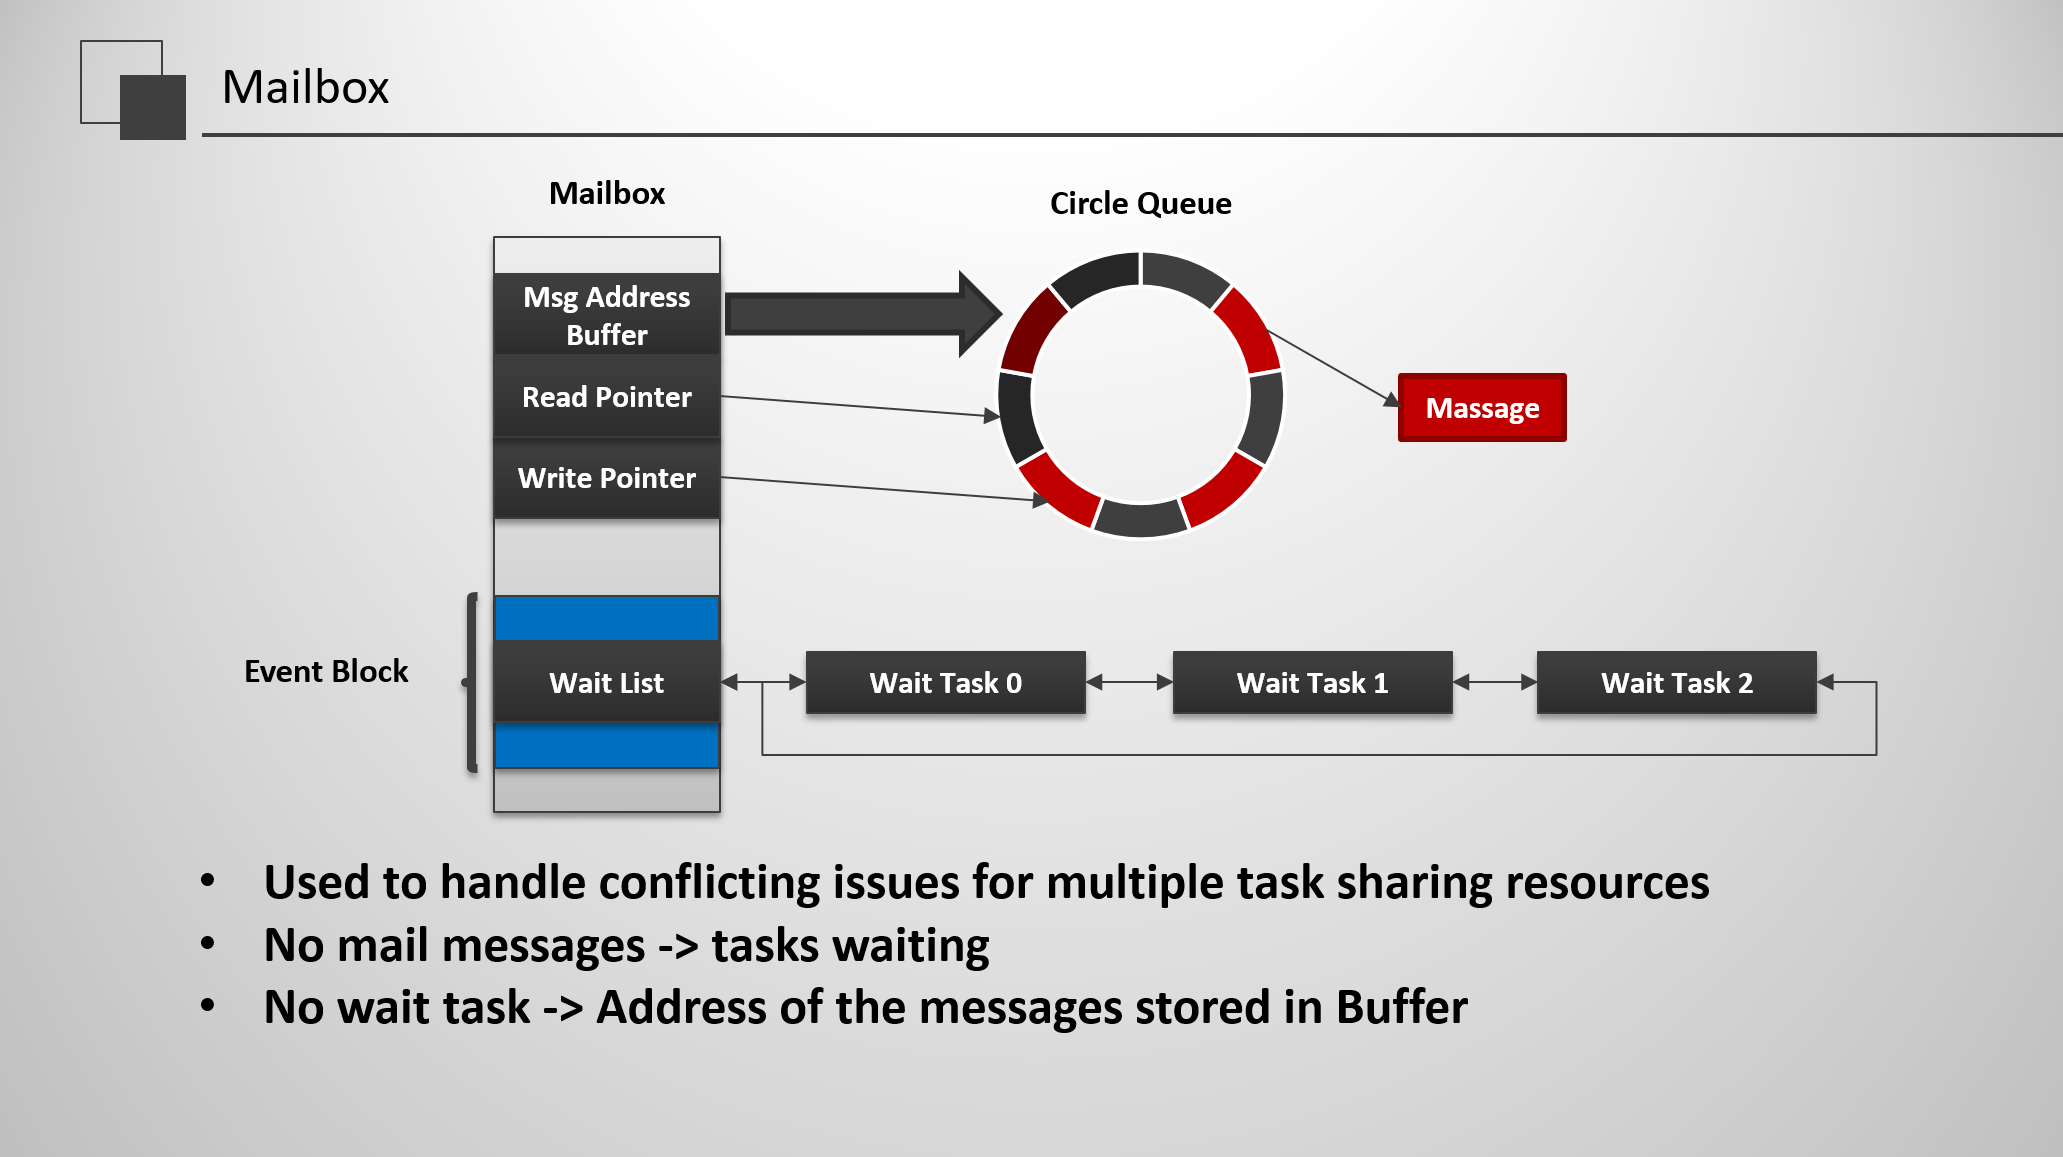 Mailbox
Mailbox
Circle Queue
Msg Address
Buffer
Read Pointer
Massage
Write Pointer
Event Block
Wait List
Wait Task 0
Wait Task 1
Wait Task 2
• Used to handle conflicting issues for multiple task sharing resources
• No mail messages -> tasks waiting
• No wait task -> Address of the messages stored in Buffer